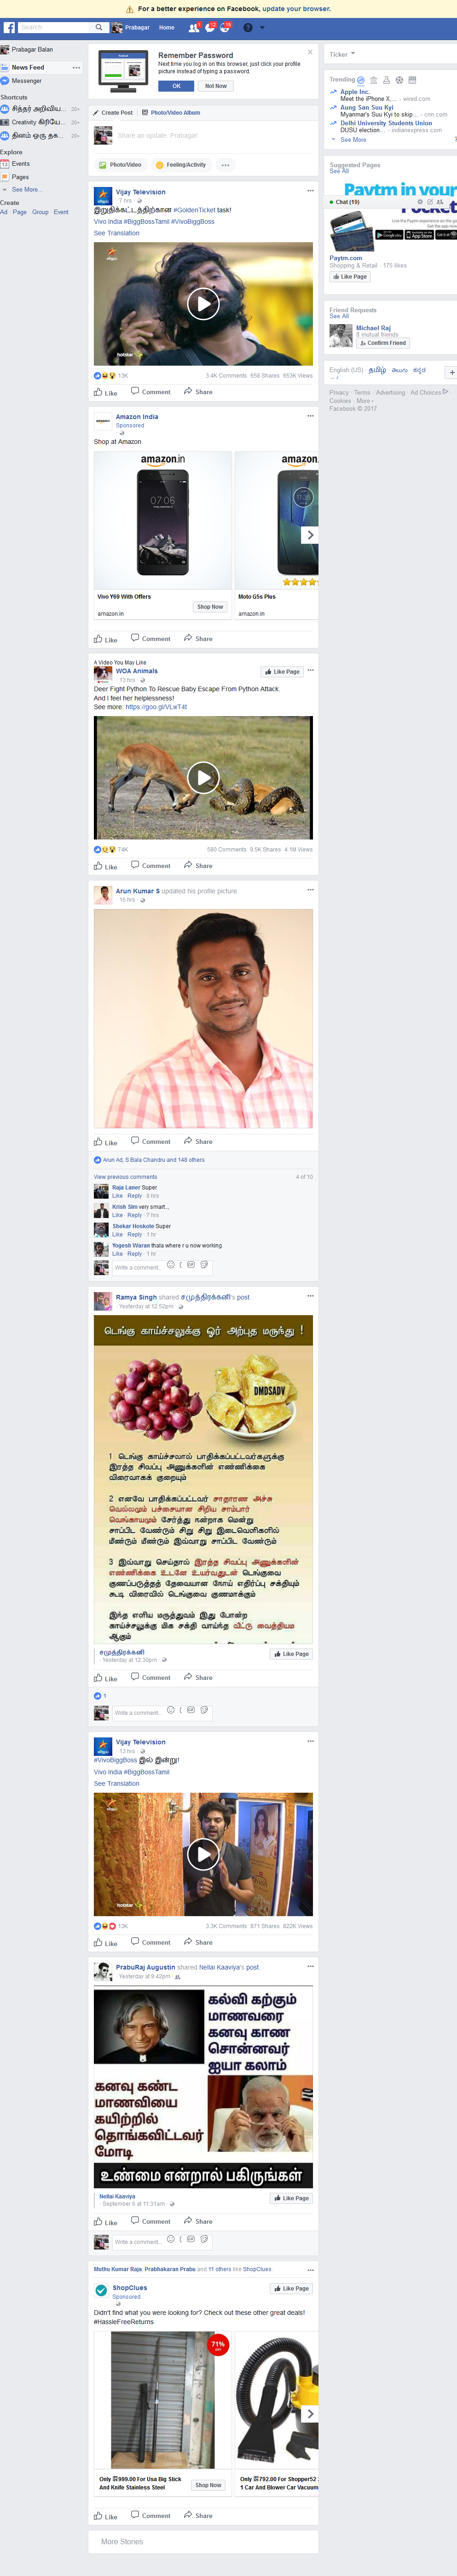 For a better experience on Facebook, update your browser.
Search
Prabagar
Home
Prabagar Balan
News Feed
Messenger
Shortcuts
சித்தர் அறிவிய...
20+
Creativity கிரியே...
20+
தினம் ஒரு தக...
20+
Explore
Events
Pages
See More...
Create
Ad · Page · Group · Event
Remember Password
Next time you log in on this browser, just click your profile
picture instead of typing a password.
OK
Not Now
Create Post
Photo/Video Album
Share an update, Prabagar.
Photo/Video
Feeling/Activity
Vijay Television
7 hrs ·
இறுதிக்கட்டத்திற்கான #GoldenTicket task!
Vivo India #BiggBossTamil #VivoBiggBoss
See Translation
hotstar
13K
3.4K Comments 656 Shares 653K Views
Like Comment Share
Amazon India
Sponsored ·
Shop at Amazon
amazon.in
amazon.in
Vivo Y69 With Offers
amazon.in
Shop Now
Moto G5s Plus
amazon.in
Like Comment Share
A Video You May Like
WOA Animals
13 hrs ·
Like Page
Deer Fight Python To Rescue Baby Escape From Python Attack.
And I feel her helplessness!
See more: https://goo.gl/VLwT4t
74K
580 Comments 9.5K Shares 4.1M Views
Like Comment Share
Arun Kumar S updated his profile picture
16 hrs ·
Like Comment Share
Arun Ad, S Bala Chandru and 148 others
View previous comments
4 of 10
Raja Laner Super
Like · Reply · 8 hrs
Krish Sim very smart..,
Like · Reply · 7 hrs
Shekar Hoskote Super
Like · Reply · 1 hr
Yogesh Waran thala where r u now working
Like · Reply · 1 hr
Write a comment...
Ramya Singh shared சமுத்திரக்கனி's post
Yesterday at 12:52pm ·
டெங்கு காய்ச்சலுக்கு ஓர் அற்புத மருந்து !
DMDSADV
1 டெங்கு காய்ச்சலால் பாதிக்கப்பட்டவர்களுக்கு
இரத்த சிவப்பு அணுக்களின் எண்ணிக்கை
விரைவாகக் குறையும்
2 எனவே பாதிக்கப்பட்டவர் சாதாரண அச்சு
வெல்லமும் பச்சையான சிறிய சாம்பார்
வெங்காயமும் சேர்த்து நன்றாக மென்று
சாப்பிட வேண்டும் சிறு சிறு இடைவெளிகளில்
மீண்டும் மீண்டும் சாப்பிட வேண்டும்
3 இவ்வாறு செய்தால் இரத்த சிவப்பு அணுக்களின்
எண்ணிக்கை உடனே உயர்வதுடன் டெங்குவை
குணப்படுத்தத் தேவையான நோய் எதிர்ப்பு சக்தியும்
கூடி விரைவில் டெங்குவை குணமாக்கும்
இந்த எளிய மருத்துவம் இது போன்ற
காய்ச்சலுக்கு மிக சக்தி வாய்ந்த வீட்டு வைத்தியம
ஆகும்
சமுத்திரக்கனி
Yesterday at 12:30pm ·
Like Page
Like Comment Share
1
Write a comment...
Vijay Television
13 hrs ·
#VivoBiggBoss இல் இன்று!
Vivo India #BiggBossTamil
See Translation
hotstar
13K
3.3K Comments 871 Shares 822K Views
Like Comment Share
PrabuRaj Augustin shared Nellai Kaaviya's post
Yesterday at 9:42pm ·
கல்வி கற்கும்
மாணவரை
கனவு காண
சொன்னவர்
ஐயா கலாம்
கனவு கண்ட
மாணவியை
கயிற்றில்
தொங்கவிட்டவர்
மோடி
உண்மை என்றால் பகிருங்கள்
Nellai Kaaviya
September 6 at 11:31am ·
Like Page
Like Comment Share
Write a comment...
Muthu Kumar Raja, Prabhakaran Prabu and 11 others like ShopClues
ShopClues
Sponsored ·
Like Page
Didn't find what you were looking for? Check out these other great deals!
#HassleFreeReturns
71%
OFF
Only ₹999.00 For Usa Big Stick
And Knife Stainless Steel
Shop Now
Only ₹792.00 For Shopper52
1 Car And Blower Car Vacuum
Like Comment Share
More Stories
Ticker
Trending
Apple Inc.
Meet the iPhone X,... - wired.com
Aung San Suu Kyi
Myanmar's Suu Kyi to skip... - cnn.com
Delhi University Students Union
DUSU election... - indianexpress.com
See More
Suggested Pages
See All
Paytm in your
Chat (19)
Paytm.com
Shopping & Retail · 175 likes
Like Page
Friend Requests
See All
Michael Raj
8 mutual friends
Confirm Friend
English (US) · தமிழ் · తెలుగు · ಕನ್ನಡ
Privacy · Terms · Advertising · Ad Choices
Cookies · More
Facebook © 2017